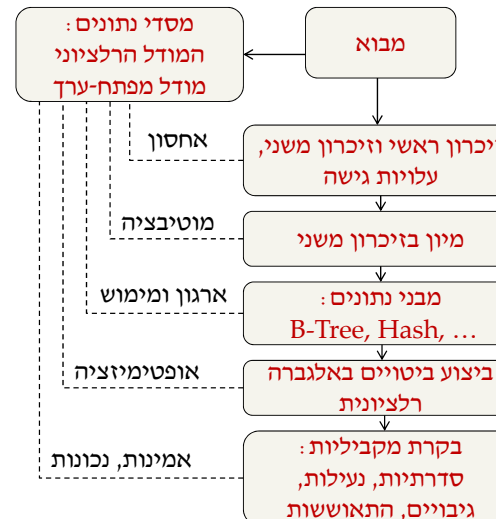 מבוא
מסדי נתונים:
המודל הרלציוני
מודל מפתח-ערך
אחסון
זיכרון ראשי וזיכרון משני,
עלויות גישה
מוטיבציה
מיון בזיכרון משני
ארגון ומימוש
מבני נתונים:
B-Tree, Hash, …
אופטימיזציה
ביצוע ביטויים באלגברה
רלציונית
אמינות, נכונות
בקרת מקביליות:
סדרתיות, נעילות,
גיבויים, התאוששות